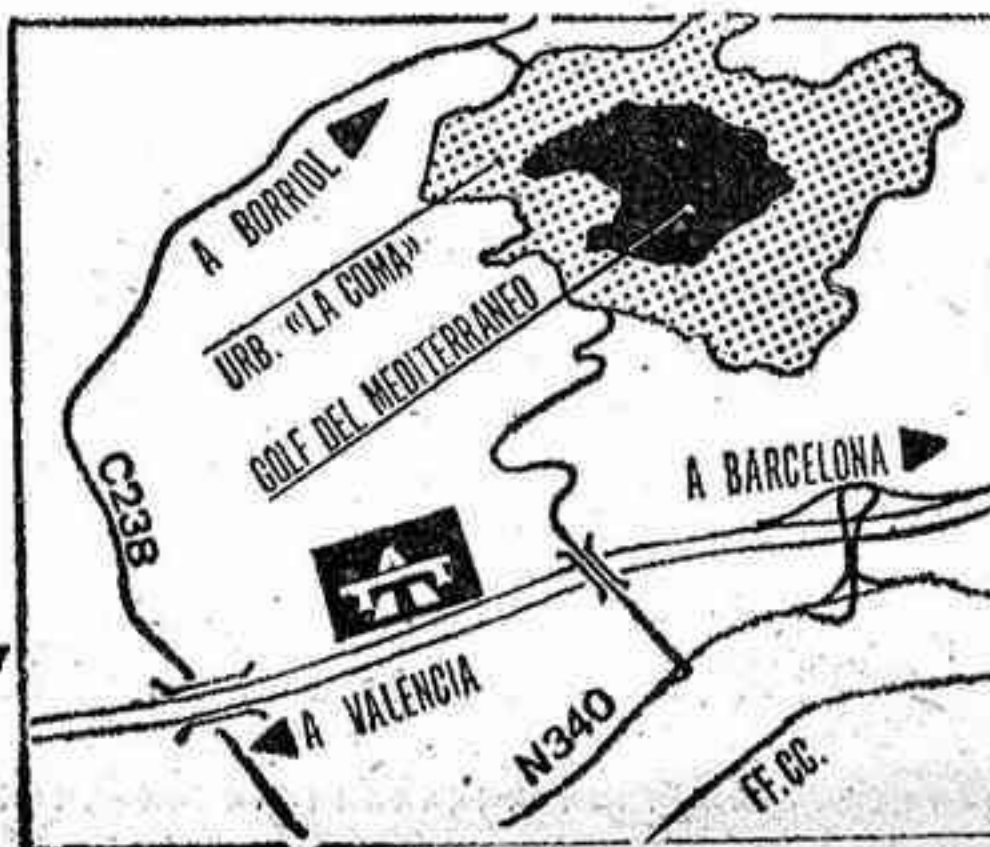 A BORRIOL
URB. «LA COMA»
GOLF DEL MEDITERRANEO
A BARCELONA
C238
A VALENCIA
N340
FF.CC.